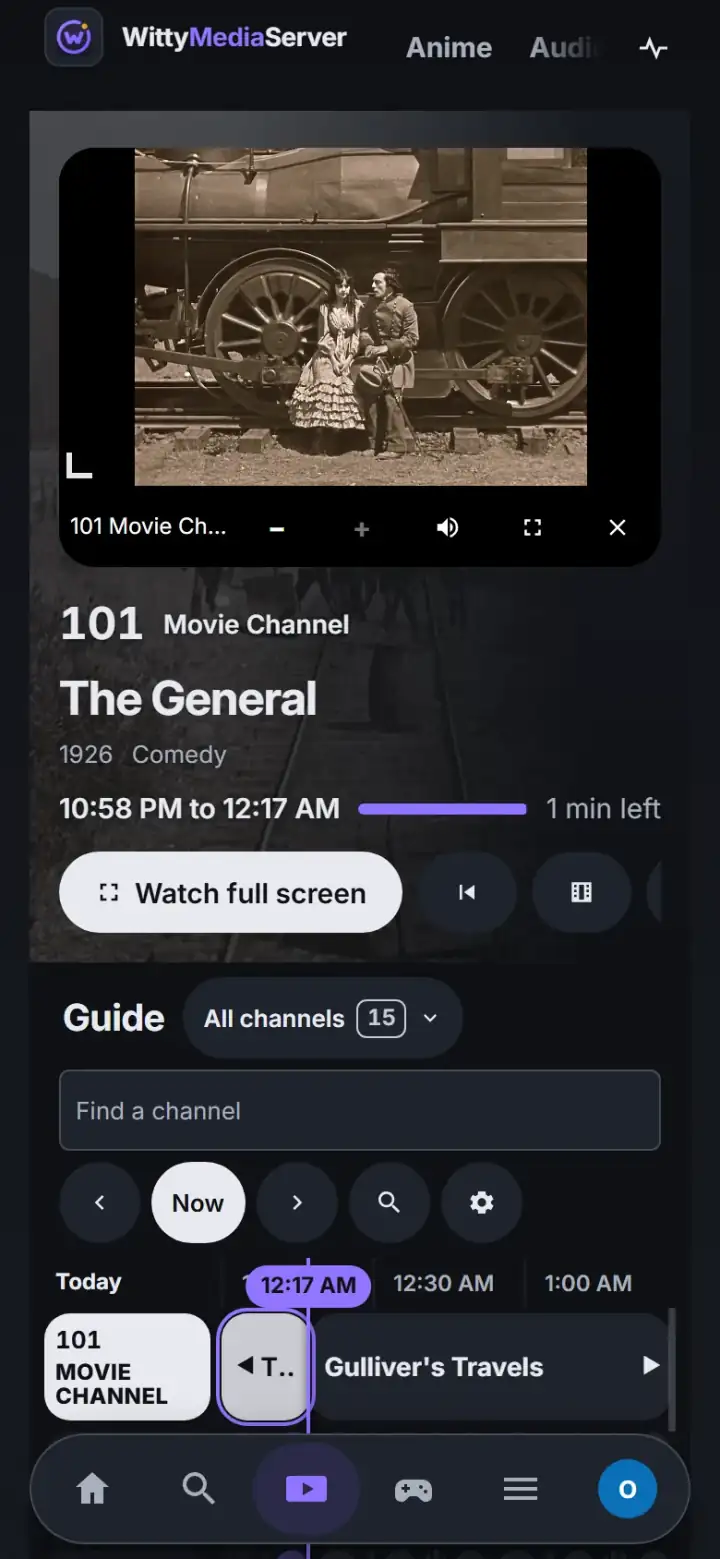 WittyMediaServer
Anime
101 Movie Ch...
101 Movie Channel
The General
1926 Comedy
10:58 PM to 12:17 AM
1 min left
Watch full screen
Guide
All channels 15
Find a channel
Now
Today
12:17 AM
12:30 AM
1:00 AM
101
MOVIE
CHANNEL
T..
Gulliver's Travels
O